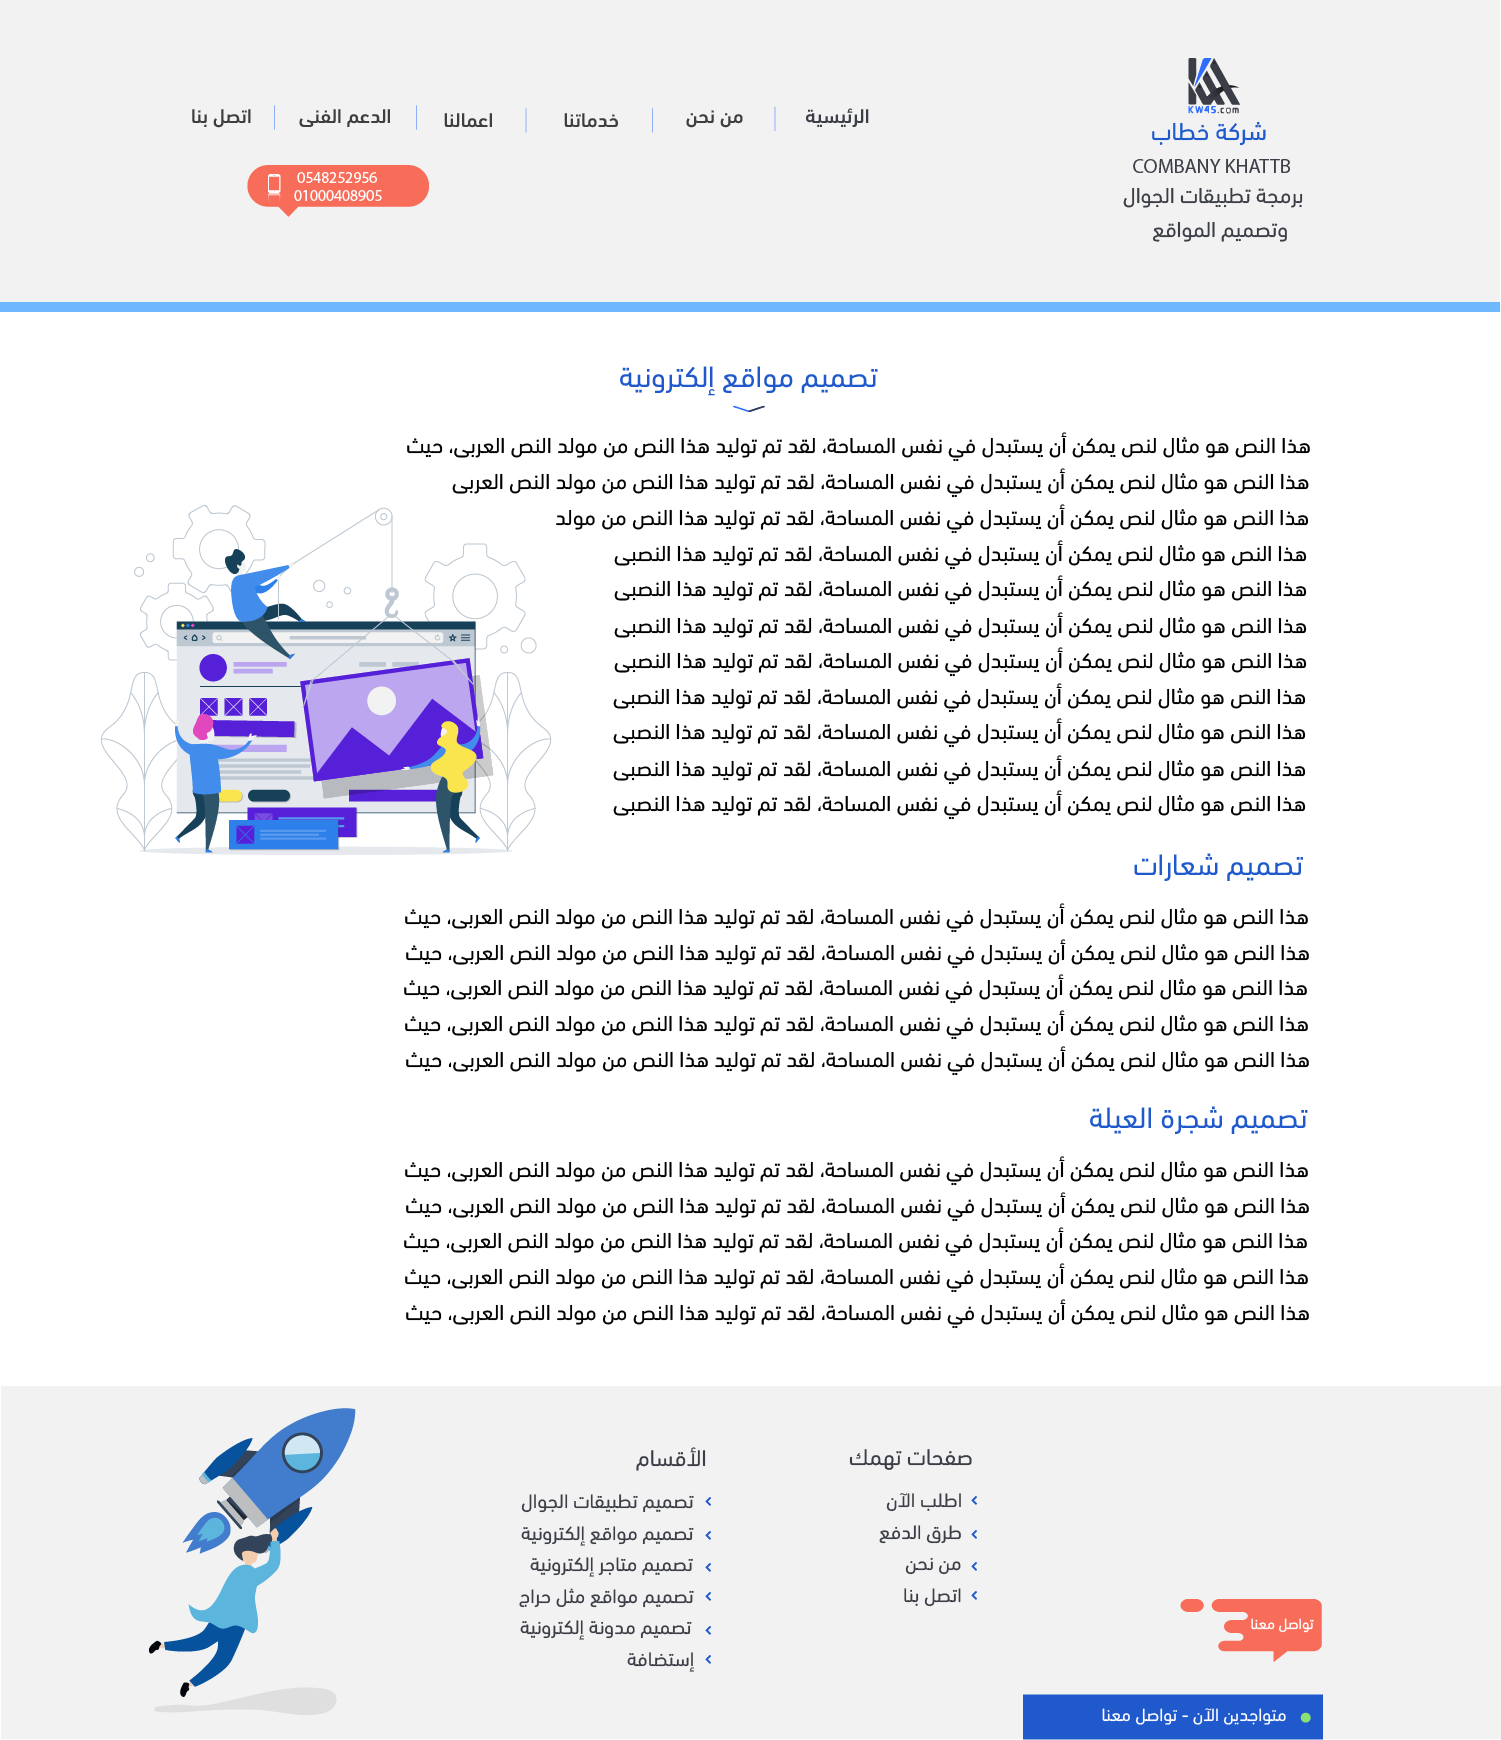 KW4S.com
شركة خطاب
COMBANY KHATTB
برمجة تطبيقات الجوال
وتصميم المواقع
الرئيسية
من نحن
خدماتنا
اعمالنا
الدعم الفنى
اتصل بنا
0548252956
01000408905
تصميم مواقع إلكترونية
هذا النص هو مثال لنص يمكن أن يستبدل في نفس المساحة، لقد تم توليد هذا النص من مولد النص العربى، حيث
هذا النص هو مثال لنص يمكن أن يستبدل في نفس المساحة، لقد تم توليد هذا النص من مولد النص العربى
هذا النص هو مثال لنص يمكن أن يستبدل في نفس المساحة، لقد تم توليد هذا النص من مولد
هذا النص هو مثال لنص يمكن أن يستبدل في نفس المساحة، لقد تم توليد هذا النصبى
هذا النص هو مثال لنص يمكن أن يستبدل في نفس المساحة، لقد تم توليد هذا النصبى
هذا النص هو مثال لنص يمكن أن يستبدل في نفس المساحة، لقد تم توليد هذا النصبى
هذا النص هو مثال لنص يمكن أن يستبدل في نفس المساحة، لقد تم توليد هذا النصبى
هذا النص هو مثال لنص يمكن أن يستبدل في نفس المساحة، لقد تم توليد هذا النصبى
هذا النص هو مثال لنص يمكن أن يستبدل في نفس المساحة، لقد تم توليد هذا النصبى
هذا النص هو مثال لنص يمكن أن يستبدل في نفس المساحة، لقد تم توليد هذا النصبى
هذا النص هو مثال لنص يمكن أن يستبدل في نفس المساحة، لقد تم توليد هذا النصبى
تصميم شعارات
هذا النص هو مثال لنص يمكن أن يستبدل في نفس المساحة، لقد تم توليد هذا النص من مولد النص العربى، حيث
هذا النص هو مثال لنص يمكن أن يستبدل في نفس المساحة، لقد تم توليد هذا النص من مولد النص العربى، حيث
هذا النص هو مثال لنص يمكن أن يستبدل في نفس المساحة، لقد تم توليد هذا النص من مولد النص العربى، حيث
هذا النص هو مثال لنص يمكن أن يستبدل في نفس المساحة، لقد تم توليد هذا النص من مولد النص العربى، حيث
هذا النص هو مثال لنص يمكن أن يستبدل في نفس المساحة، لقد تم توليد هذا النص من مولد النص العربى، حيث
تصميم شجرة العيلة
هذا النص هو مثال لنص يمكن أن يستبدل في نفس المساحة، لقد تم توليد هذا النص من مولد النص العربى، حيث
هذا النص هو مثال لنص يمكن أن يستبدل في نفس المساحة، لقد تم توليد هذا النص من مولد النص العربى، حيث
هذا النص هو مثال لنص يمكن أن يستبدل في نفس المساحة، لقد تم توليد هذا النص من مولد النص العربى، حيث
هذا النص هو مثال لنص يمكن أن يستبدل في نفس المساحة، لقد تم توليد هذا النص من مولد النص العربى، حيث
هذا النص هو مثال لنص يمكن أن يستبدل في نفس المساحة، لقد تم توليد هذا النص من مولد النص العربى، حيث
صفحات تهمك
اطلب الآن
طرق الدفع
من نحن
اتصل بنا
الأقسام
تصميم تطبيقات الجوال
تصميم مواقع إلكترونية
تصميم متاجر إلكترونية
تصميم مواقع مثل حراج
تصميم مدونة إلكترونية
إستضافة
تواصل معنا
متواجدين الآن - تواصل معنا